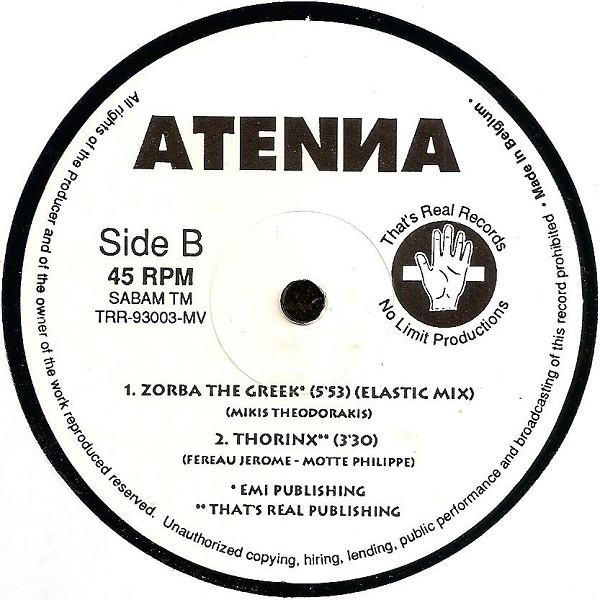 ATENИA
Side B
45 RPM
SABAM TM
TRR-93003-MV
That's Real Records
No Limit Productions
1. ZORBA THE GREEK* (5'53) (ELASTIC MIX)
(MIKIS THEODORAKIS)
2. THORINX** (3'30)
(FEREAU JEROME - MOTTE PHILIPPE)
* EMI PUBLISHING
** THAT'S REAL PUBLISHING
All rights of the Producer and of the owner of the work reproduced reserved. Unauthorized copying, hiring, lending, public performance and broadcasting of this record prohibited • Made in Belgium •